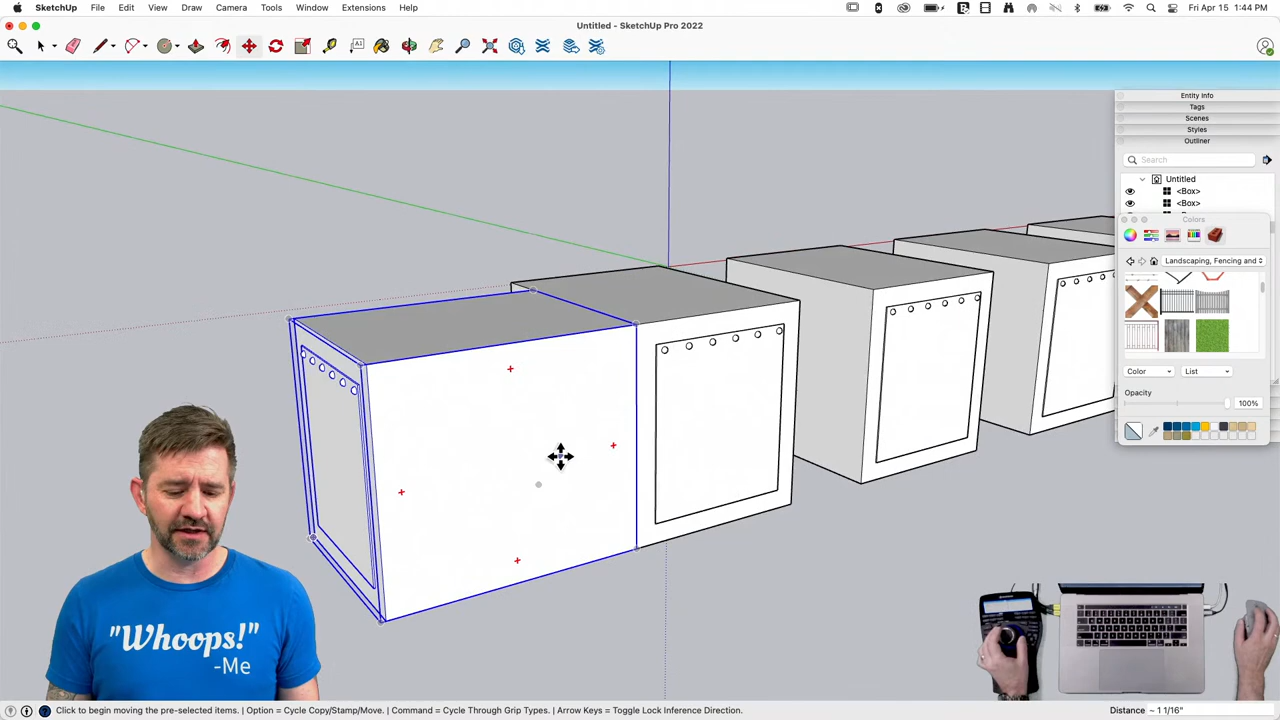 SketchUp File Edit View Draw Camera Tools Window Extensions Help
Fri Apr 15 1:44 PM
Untitled - SketchUp Pro 2022
A1
Entity Info
Tags
Scenes
Styles
Outliner
Search
Untitled
<Box>
<Box>
Colors
Landscaping, Fencing and
Color List
Opacity
100%
"Whoops!"
-Me
Click to begin moving the pre-selected items. | Option = Cycle Copy/Stamp/Move. | Command = Cycle Through Grip Types. | Arrow Keys = Toggle Lock Inference Direction.
Distance ~ 1 1/16"